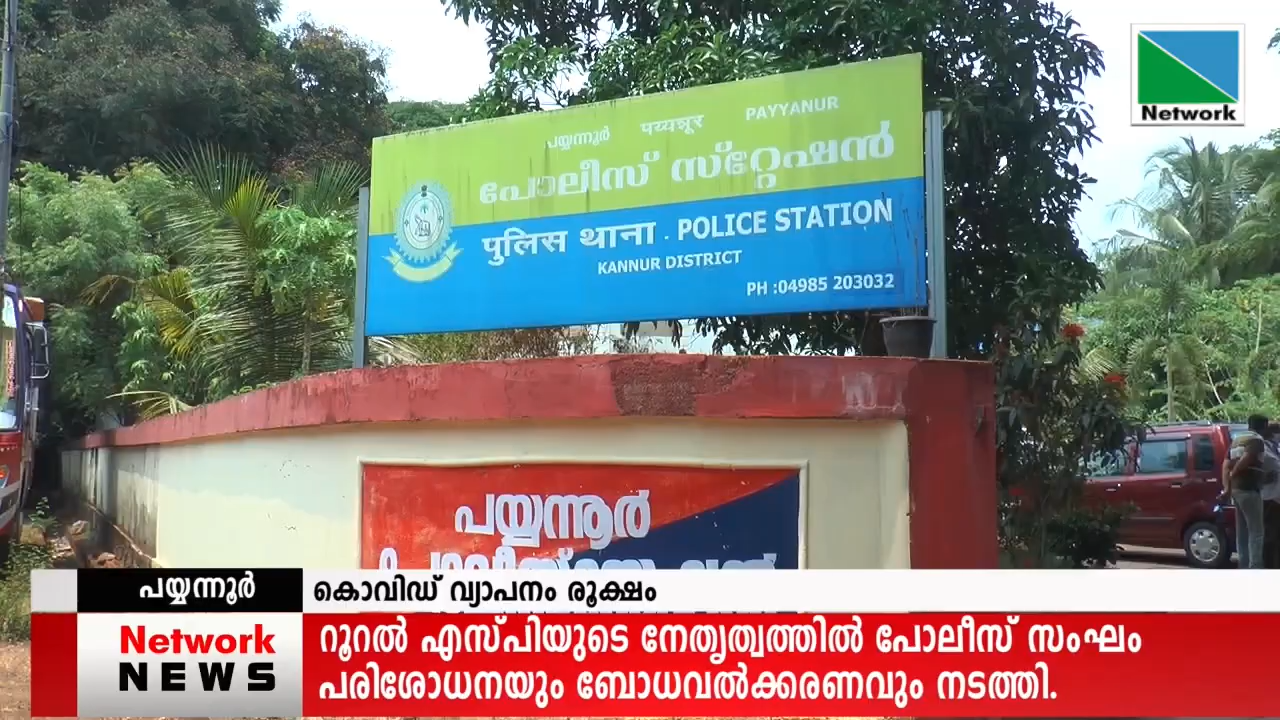 Network
പയ്യന്നൂർ पय्यन्नूर PAYYANUR
പോലീസ് സ്റ്റേഷൻ
पुलिस थाना . POLICE STATION
KANNUR DISTRICT
PH :04985 203032
പയ്യന്നൂർ
പയ്യന്നൂർ
കൊവിഡ് വ്യാപനം രൂക്ഷം
Network
NEWS
റൂറൽ എസ്പിയുടെ നേതൃത്വത്തിൽ പോലീസ് സംഘം
പരിശോധനയും ബോധവൽക്കരണവും നടത്തി.